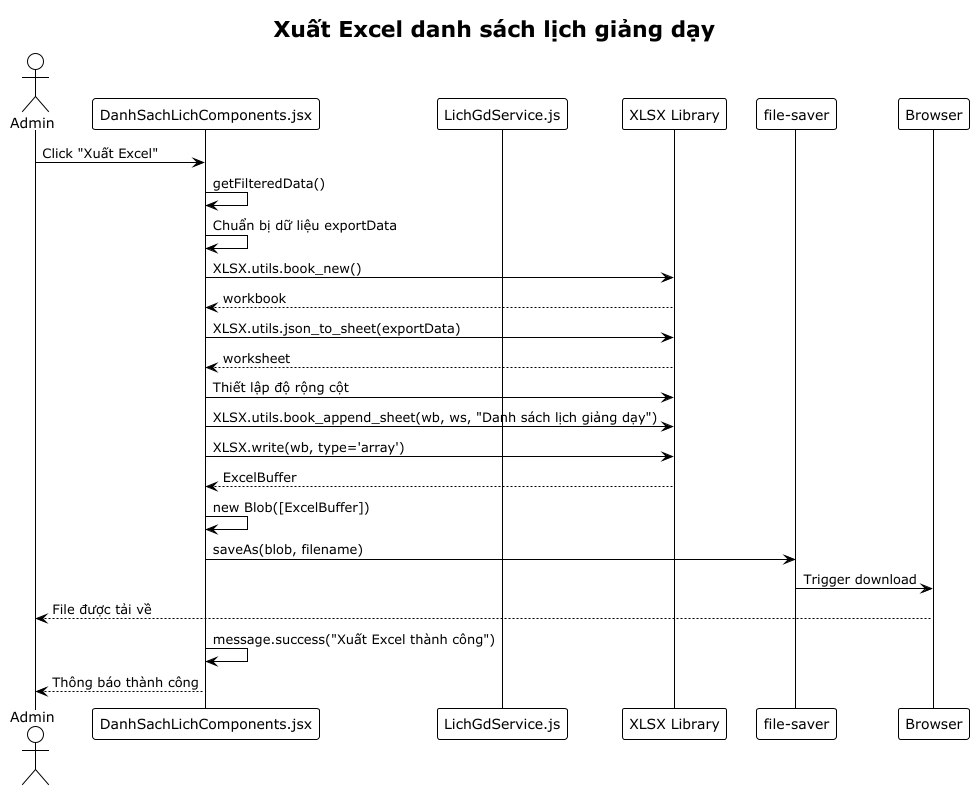 Xuất Excel danh sách lịch giảng dạy
Admin
DanhSachLichComponents.jsx
LichGdService.js
XLSX Library
file-saver
Browser
Click "Xuất Excel"
getFilteredData()
Chuẩn bị dữ liệu exportData
XLSX.utils.book_new()
workbook
XLSX.utils.json_to_sheet(exportData)
worksheet
Thiết lập độ rộng cột
XLSX.utils.book_append_sheet(wb, ws, "Danh sách lịch giảng dạy")
XLSX.write(wb, type='array')
ExcelBuffer
new Blob([ExcelBuffer])
saveAs(blob, filename)
Trigger download
File được tải về
message.success("Xuất Excel thành công")
Thông báo thành công
Admin
DanhSachLichComponents.jsx
LichGdService.js
XLSX Library
file-saver
Browser